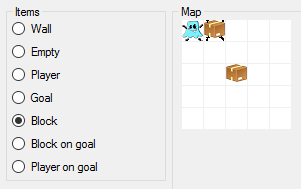 Items
Wall
Empty
Player
Goal
Block
Block on goal
Player on goal
Map